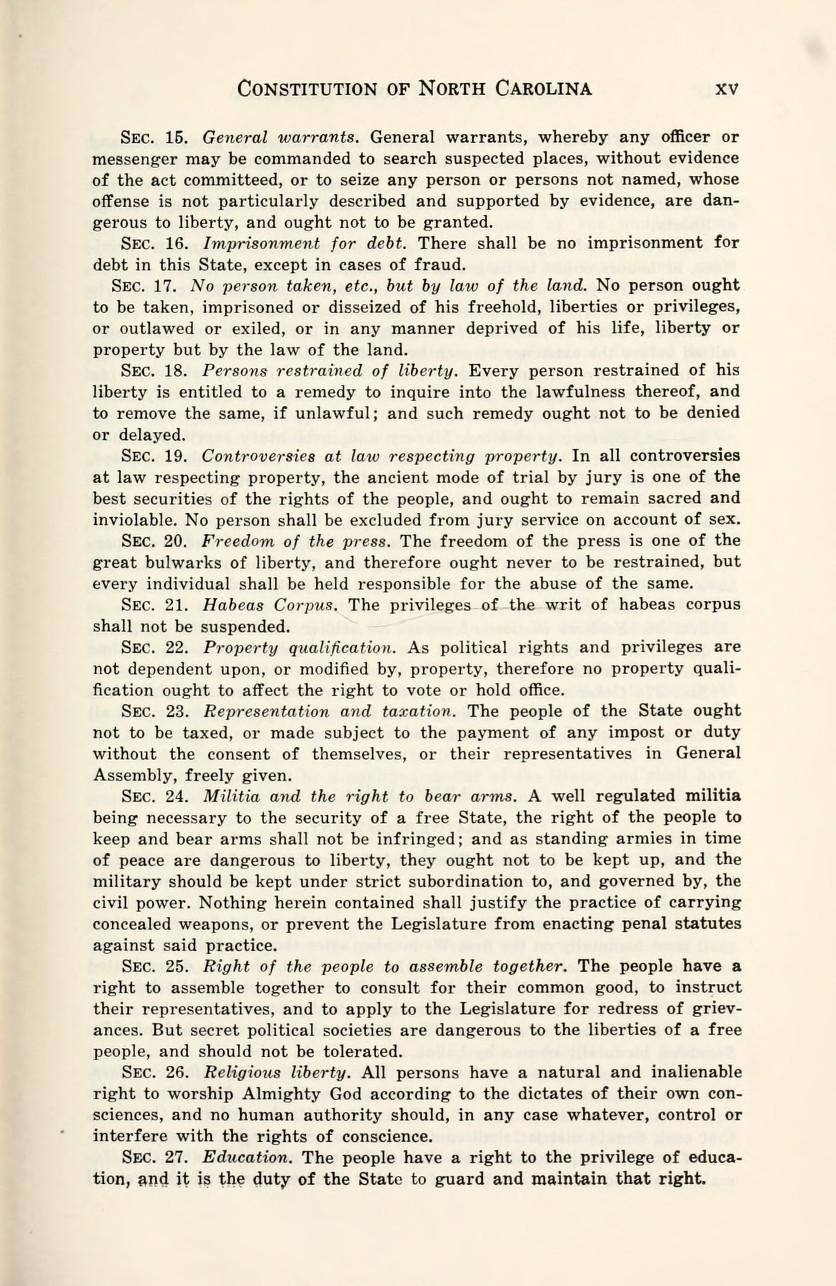 CONSTITUTION OF NORTH CAROLINA xv
SEC. 15. General warrants. General warrants, whereby any officer or
messenger may be commanded to search suspected places, without evidence
of the act committeed, or to seize any person or persons not named, whose
offense is not particularly described and supported by evidence, are dan-
gerous to liberty, and ought not to be granted.
SEC. 16. Imprisonment for debt. There shall be no imprisonment for
debt in this State, except in cases of fraud.
SEC. 17. No person taken, etc., but by law of the land. No person ought
to be taken, imprisoned or disseized of his freehold, liberties or privileges,
or outlawed or exiled, or in any manner deprived of his life, liberty or
property but by the law of the land.
SEC. 18. Persons restrained of liberty. Every person restrained of his
liberty is entitled to a remedy to inquire into the lawfulness thereof, and
to remove the same, if unlawful; and such remedy ought not to be denied
or delayed.
SEC. 19. Controversies at law respecting property. In all controversies
at law respecting property, the ancient mode of trial by jury is one of the
best securities of the rights of the people, and ought to remain sacred and
inviolable. No person shall be excluded from jury service on account of sex.
SEC. 20. Freedom of the press. The freedom of the press is one of the
great bulwarks of liberty, and therefore ought never to be restrained, but
every individual shall be held responsible for the abuse of the same.
SEC. 21. Habeas Corpus. The privileges of the writ of habeas corpus
shall not be suspended.
SEC. 22. Property qualification. As political rights and privileges are
not dependent upon, or modified by, property, therefore no property quali-
fication ought to affect the right to vote or hold office.
SEC. 23. Representation and taxation. The people of the State ought
not to be taxed, or made subject to the payment of any impost or duty
without the consent of themselves, or their representatives in General
Assembly, freely given.
SEC. 24. Militia and the right to bear arms. A well regulated militia
being necessary to the security of a free State, the right of the people to
keep and bear arms shall not be infringed; and as standing armies in time
of peace are dangerous to liberty, they ought not to be kept up, and the
military should be kept under strict subordination to, and governed by, the
civil power. Nothing herein contained shall justify the practice of carrying
concealed weapons, or prevent the Legislature from enacting penal statutes
against said practice.
SEC. 25. Right of the people to assemble together. The people have a
right to assemble together to consult for their common good, to instruct
their representatives, and to apply to the Legislature for redress of griev-
ances. But secret political societies are dangerous to the liberties of a free
people, and should not be tolerated.
SEC. 26. Religious liberty. All persons have a natural and inalienable
right to worship Almighty God according to the dictates of their own con-
sciences, and no human authority should, in any case whatever, control or
interfere with the rights of conscience.
SEC. 27. Education. The people have a right to the privilege of educa-
tion, and it is the duty of the State to guard and maintain that right.